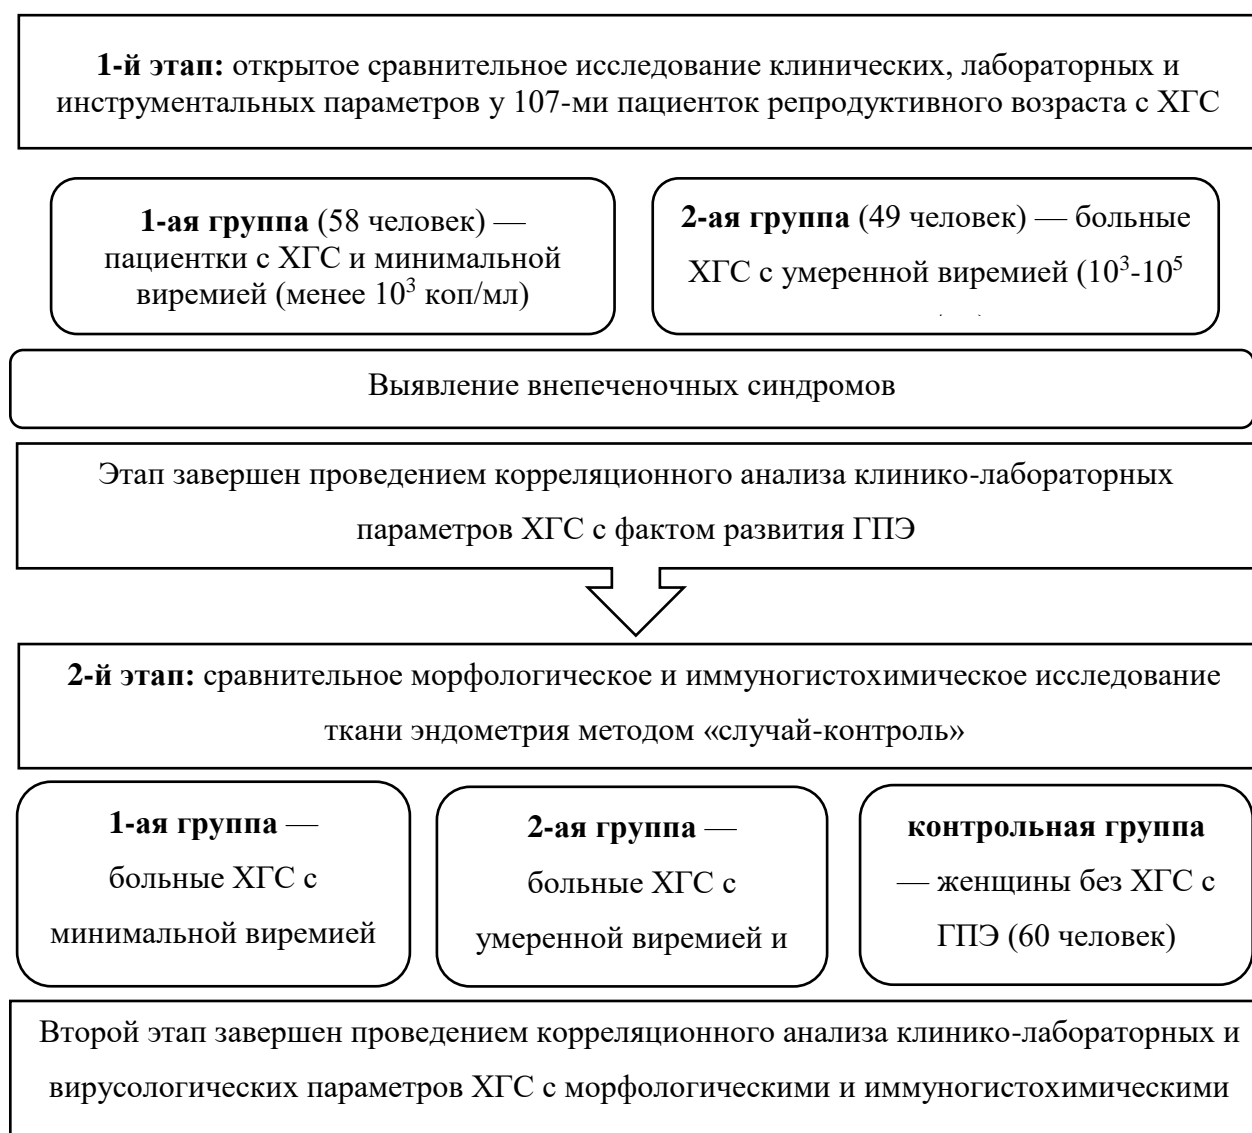 1-й этап: открытое сравнительное исследование клинических, лабораторных и
инструментальных параметров у 107-ми пациенток репродуктивного возраста с ХГС
1-ая группа (58 человек) —
пациентки с ХГС и минимальной
виремией (менее 10³ коп/мл)
2-ая группа (49 человек) — больные
ХГС с умеренной виремией (10³-10⁵
Выявление внепеченочных синдромов
Этап завершен проведением корреляционного анализа клинико-лабораторных
параметров ХГС с фактом развития ГПЭ
2-й этап: сравнительное морфологическое и иммуногистохимическое исследование
ткани эндометрия методом «случай-контроль»
1-ая группа —
больные ХГС с
минимальной виремией
2-ая группа —
больные ХГС с
умеренной виремией и
контрольная группа
— женщины без ХГС с
ГПЭ (60 человек)
Второй этап завершен проведением корреляционного анализа клинико-лабораторных и
вирусологических параметров ХГС с морфологическими и иммуногистохимическими